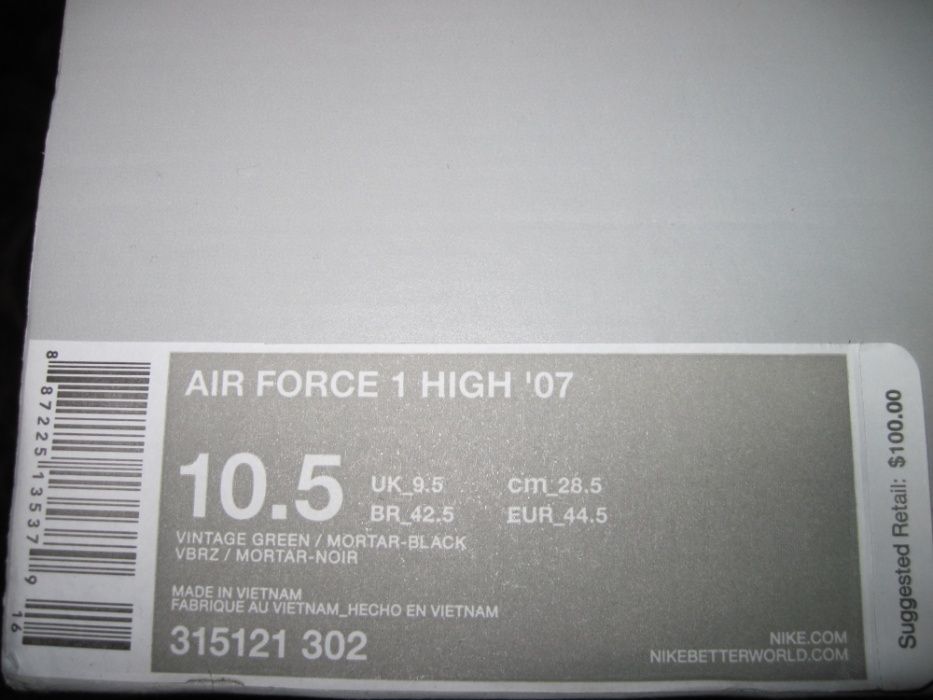 AIR FORCE 1 HIGH '07
10.5
UK_9.5 cm_28.5
BR_42.5 EUR_44.5
VINTAGE GREEN / MORTAR-BLACK
VBRZ / MORTAR-NOIR
MADE IN VIETNAM
FABRIQUE AU VIETNAM_HECHO EN VIETNAM
315121 302
NIKE.COM
NIKEBETTERWORLD.COM
8 87225 13537 9
16
Suggested Retail: $100.00